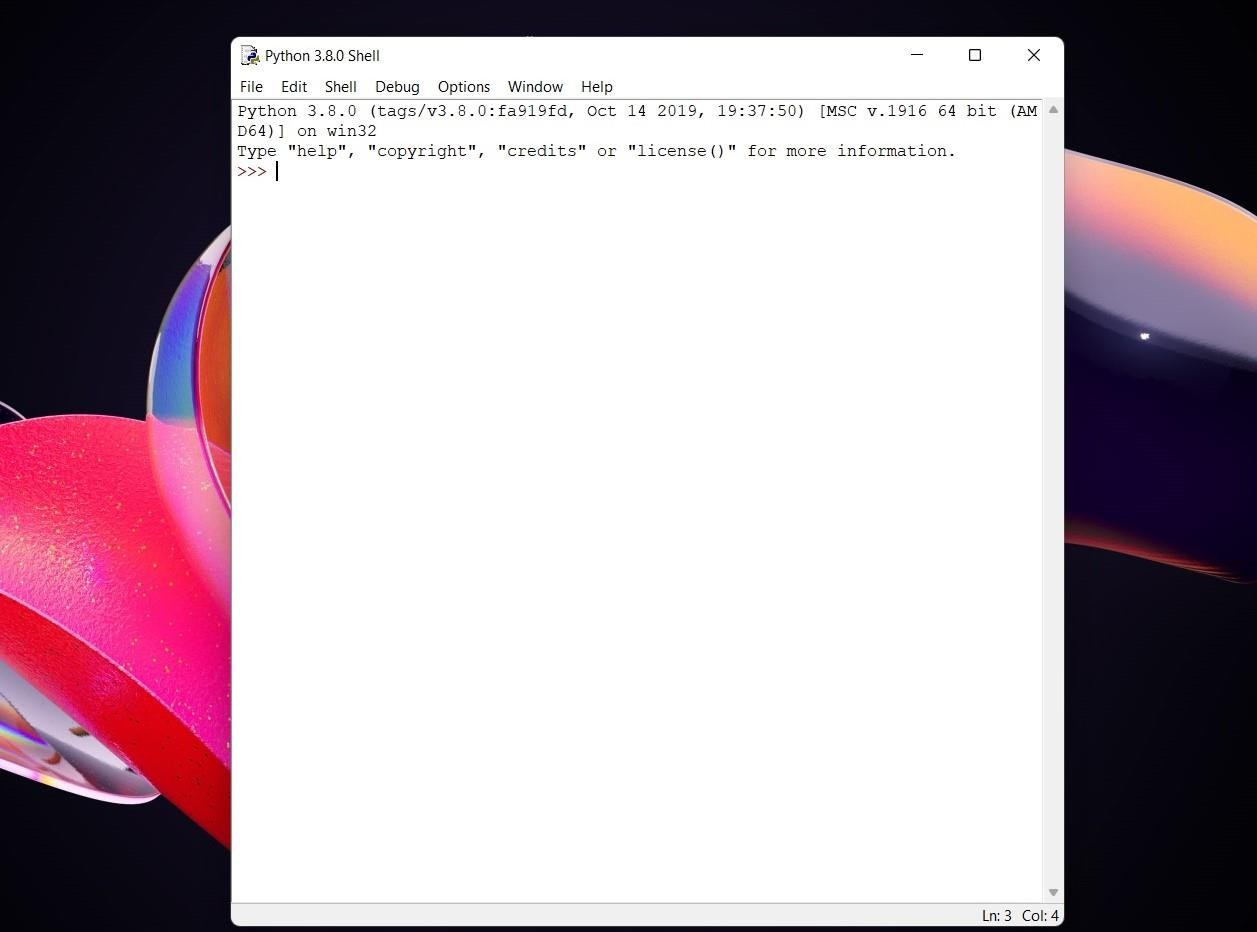 Python 3.8.0 Shell
File Edit Shell Debug Options Window Help
Python 3.8.0 (tags/v3.8.0:fa919fd, Oct 14 2019, 19:37:50) [MSC v.1916 64 bit (AM
D64)] on win32
Type "help", "copyright", "credits" or "license()" for more information.
>>>
Ln: 3 Col: 4